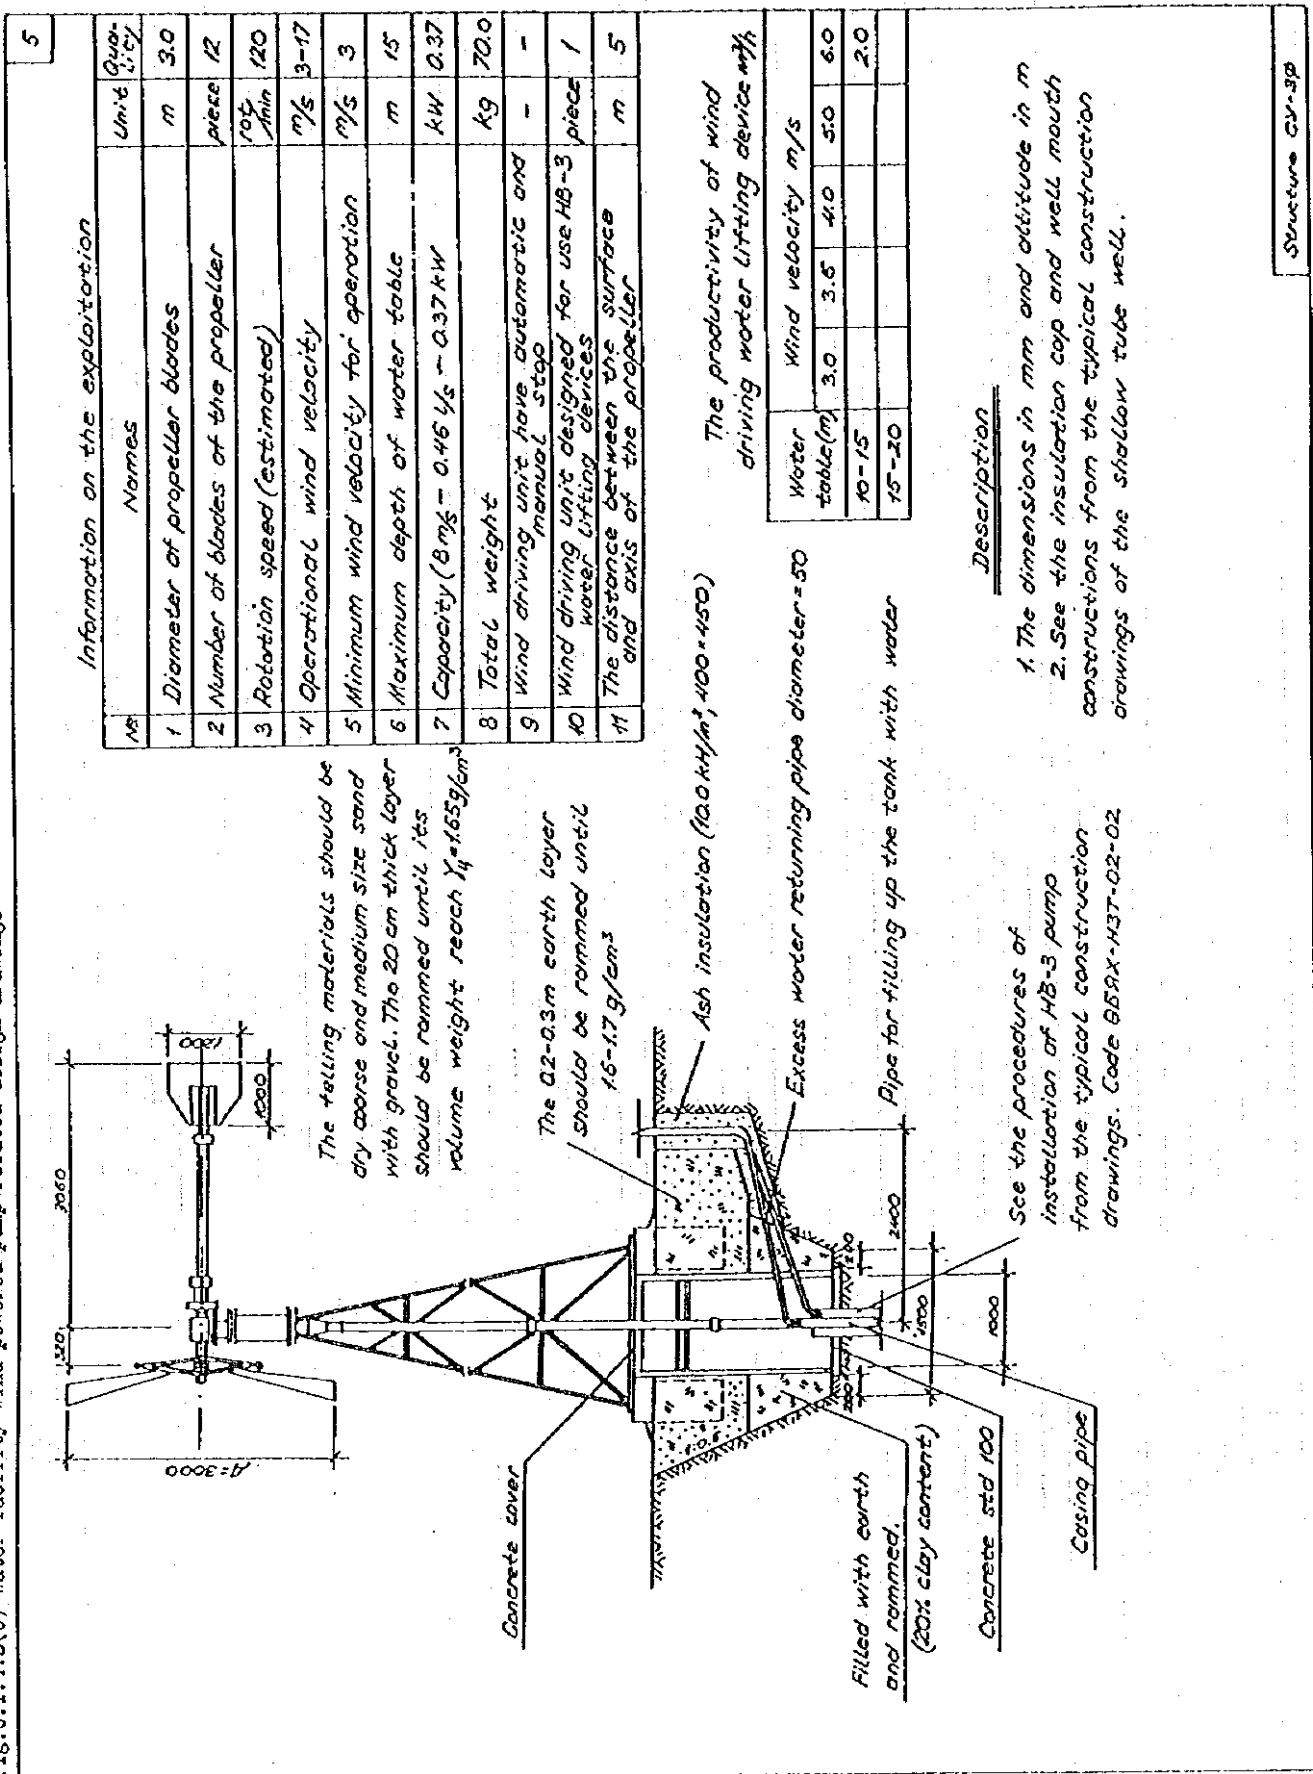 5
Information on the exploitation
№ Names Unit Qua-lity
1 Diameter of propeller blades m 3.0
2 Number of blades of the propeller piece 12
3 Rotation speed (estimated) rot/min 120
4 Operational wind velocity m/s 3-17
5 Minimum wind velocity for operation m/s 3
6 Maximum depth of water table m 15
7 Capacity (8 m/s - 0.46 l/s - 0.37 kW kW 0.37
8 Total weight kg 70.0
9 Wind driving unit have automatic and - -
manual stop
10 Wind driving unit designed for use HB-3 piece 1
water lifting devices
11 The distance between the surface m 5
and axis of the propeller
320
3060
1200
1000
Д=3000
The telling materials should be
dry coarse and medium size sand
with gravel. The 20 cm thick layer
should be rammed until its
volume weight reach
The 0.2-0.3m earth layer
should be rammed until
1.6-1.7 g/cm³
Concrete cover
Ash insulation (10.0 kH/m³, 400×450)
Excess water returning pipe diameter=50
Pipe for filling up the tank with water
Filled with earth
and rammed.
(20% clay content)
Concrete std 100
Casing pipe
200
200
2400
1500
1000
See the procedures of
installation of HB-3 pump
from the typical construction
drawings. Code
The productivity of wind
driving water lifting device m³/h
Water table(m) Wind velocity m/s
3.0 3.5 4.0 5.0 6.0
10-15 2.0
15-20
Description
1. The dimensions in mm and altitude in m
2. See the insulation cap and well mouth
constructions from the typical construction
drawings of the shallow tube well.